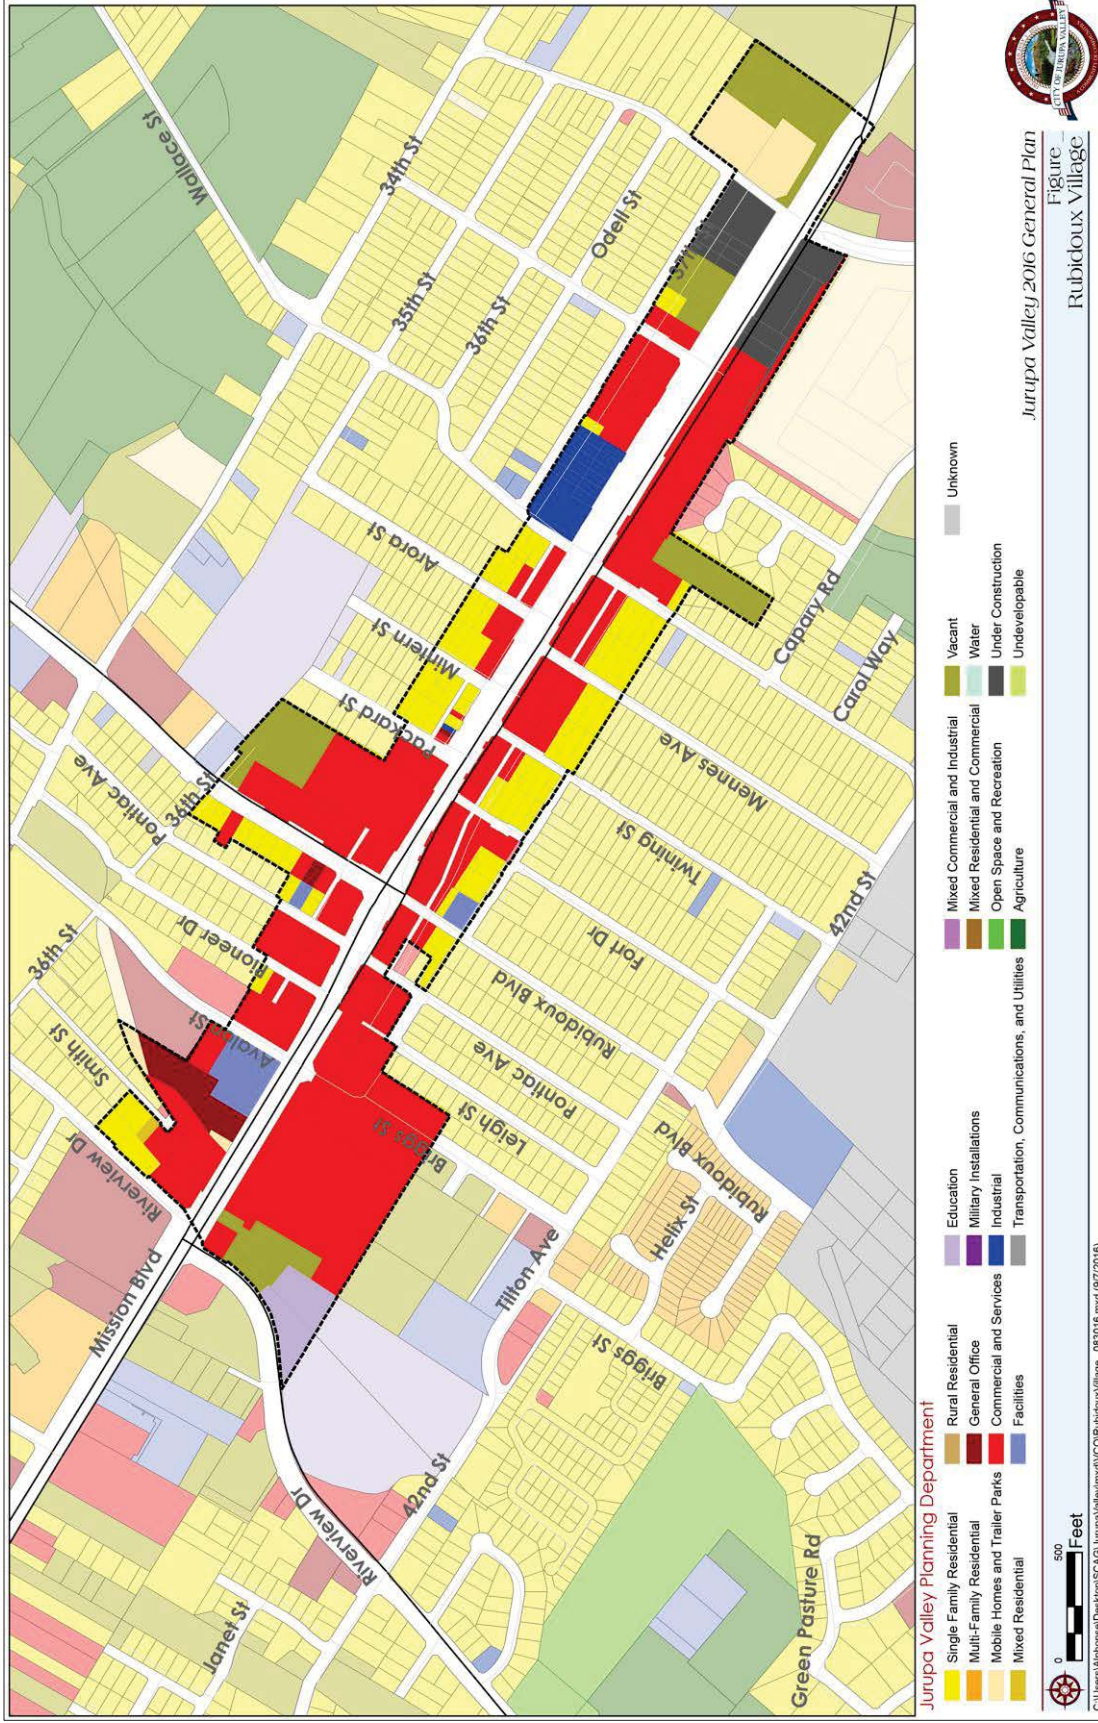 Wallace St
34th St
35th St
36th St
Odell St
Arora St
Mintern St
Packard St
36th St
Pontiac Ave
Pioneer Dr
36th St
Smith St
Avalon St
Riverview Dr
Mission Blvd
Briggs St
Leigh St
Pontiac Ave
Rubidoux Blvd
Fort Dr
Twining St
Mennes Ave
Capary Rd
Carol Way
42nd St
Rubidoux Blvd
Helix St
Tilton Ave
Briggs St
42nd St
Riverview Dr
Janet St
Green Pasture Rd
Jurupa Valley Planning Department
Single Family Residential
Multi-Family Residential
Mobile Homes and Trailer Parks
Mixed Residential
Rural Residential
General Office
Commercial and Services
Facilities
Education
Military Installations
Industrial
Transportation, Communications, and Utilities
Mixed Commercial and Industrial
Mixed Residential and Commercial
Open Space and Recreation
Agriculture
Vacant
Water
Under Construction
Undevelopable
Unknown
0 500
Feet
Jurupa Valley 2016 General Plan
Figure _
Rubidoux Village
CITY OF JURUPA VALLEY